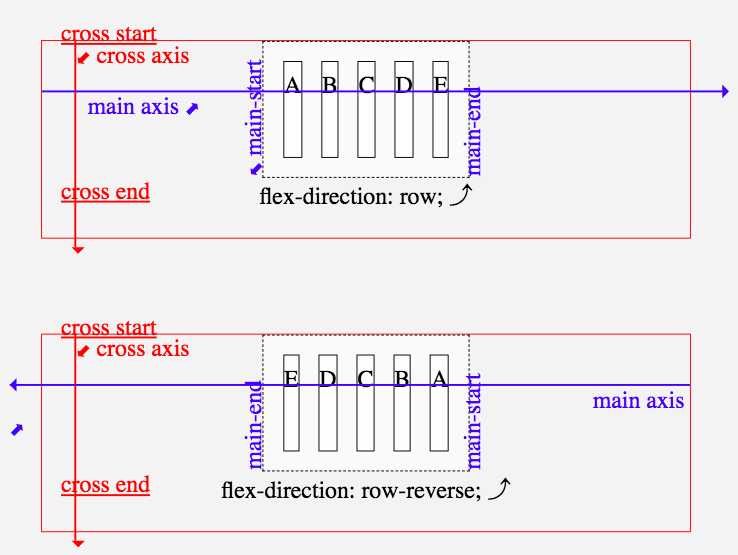 cross start
cross axis
A B C D E
main axis
main-start
main-end
cross end
flex-direction: row;
cross start
cross axis
E D C B A
main-end
main-start
main axis
cross end
flex-direction: row-reverse;